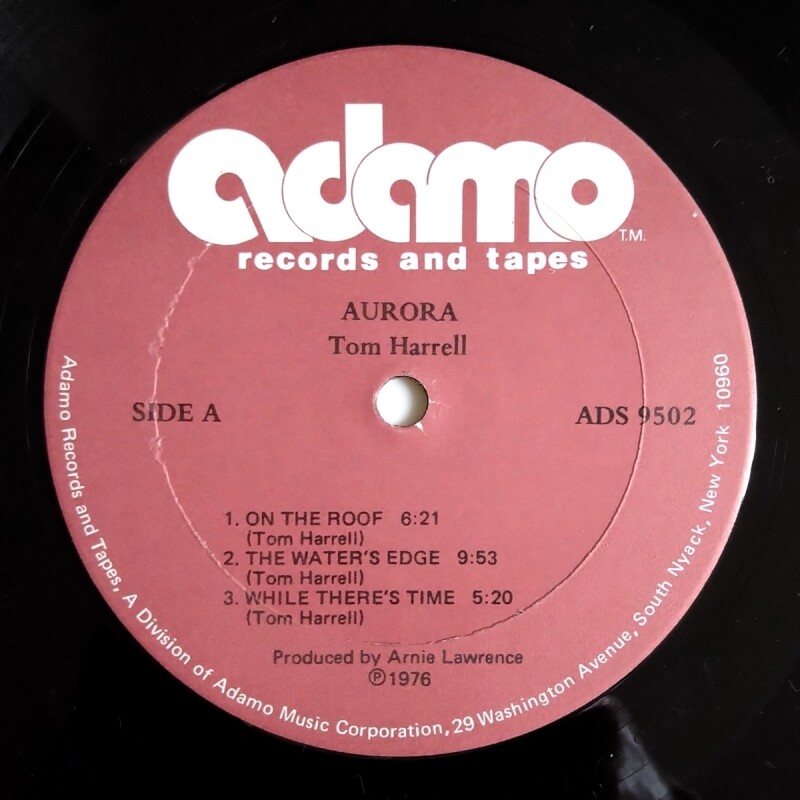 adamo T.M.
records and tapes
AURORA
Tom Harrell
SIDE A
ADS 9502
1. ON THE ROOF 6:21
(Tom Harrell)
2. THE WATER'S EDGE 9:53
(Tom Harrell)
3. WHILE THERE'S TIME 5:20
(Tom Harrell)
Produced by Arnie Lawrence
℗1976
Adamo Records and Tapes, A Division of Adamo Music Corporation, 29 Washington Avenue, South Nyack, New York 10960